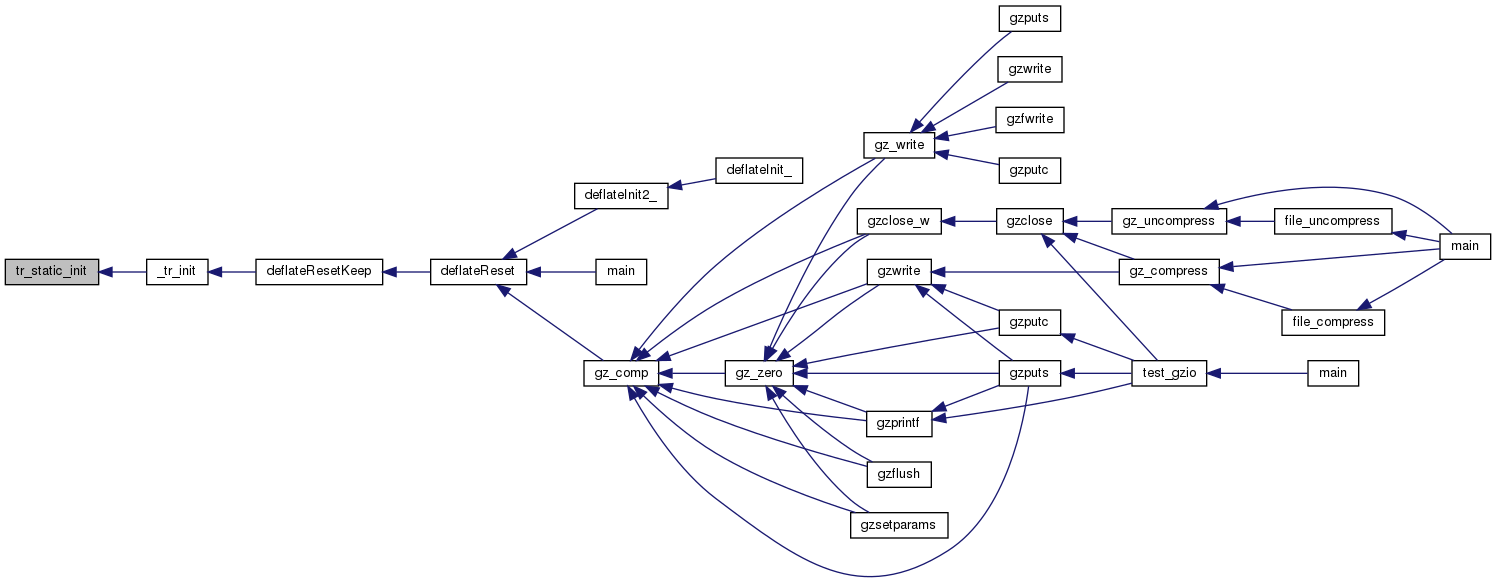 gzputs
gzwrite
gzfwrite
gz_write
gzputc
deflateInit_
deflateInit2_
gzclose_w
gzclose
gz_uncompress
file_uncompress
main
tr_static_init
_tr_init
deflateResetKeep
deflateReset
main
gzwrite
gz_compress
gzputc
file_compress
gz_comp
gz_zero
gzputs
test_gzio
main
gzprintf
gzflush
gzsetparams